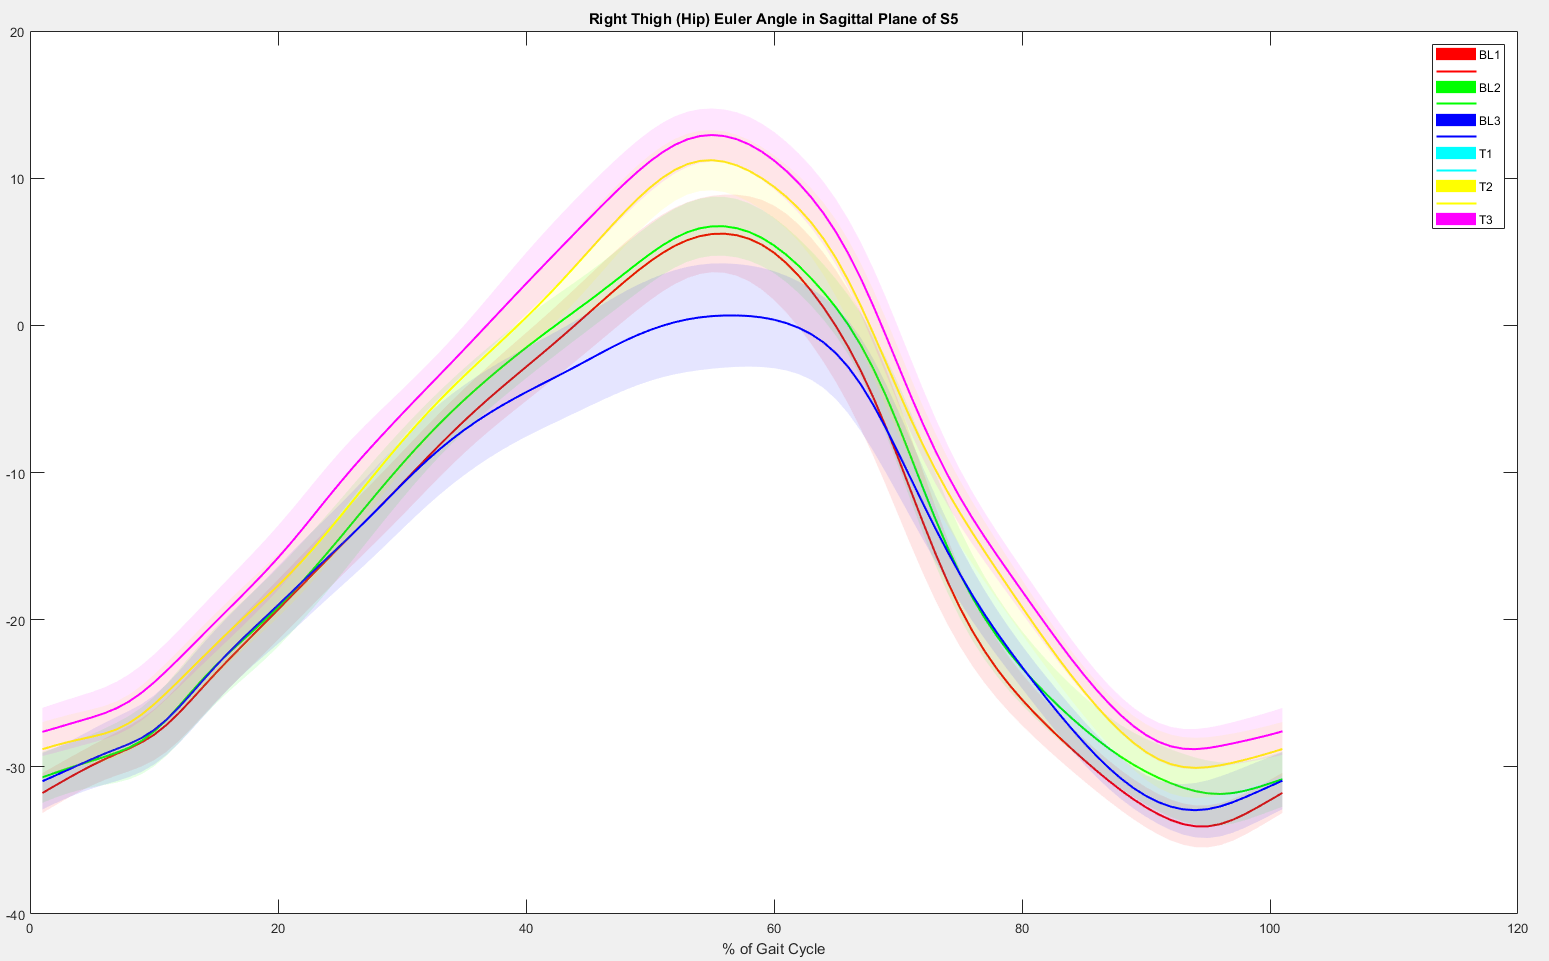 Right Thigh (Hip) Euler Angle in Sagittal Plane of S5
20
10
0
-10
-20
-30
-40
BL1
BL2
BL3
T1
T2
T3
0 20 40 60 80 100 120
% of Gait Cycle